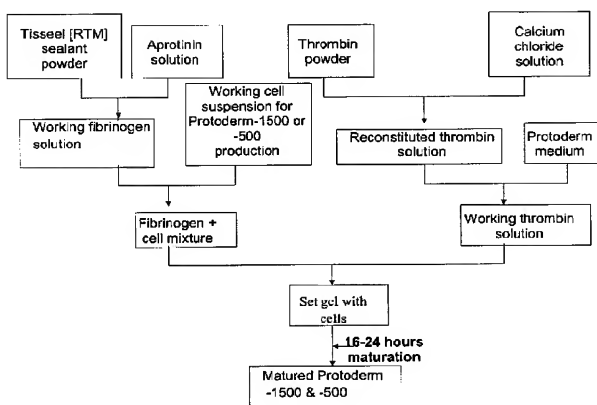 Tisseel [RTM]
sealant
powder
Aprotinin
solution
Thrombin
powder
Calcium
chloride
solution
Working fibrinogen
solution
Working cell
suspension for
Protoderm-1500 or
-500
production
Reconstituted thrombin
solution
Protoderm
medium
Fibrinogen +
cell mixture
Working thrombin
solution
Set gel with
cells
16-24 hours
maturation
Matured Protoderm
-1500 & -500